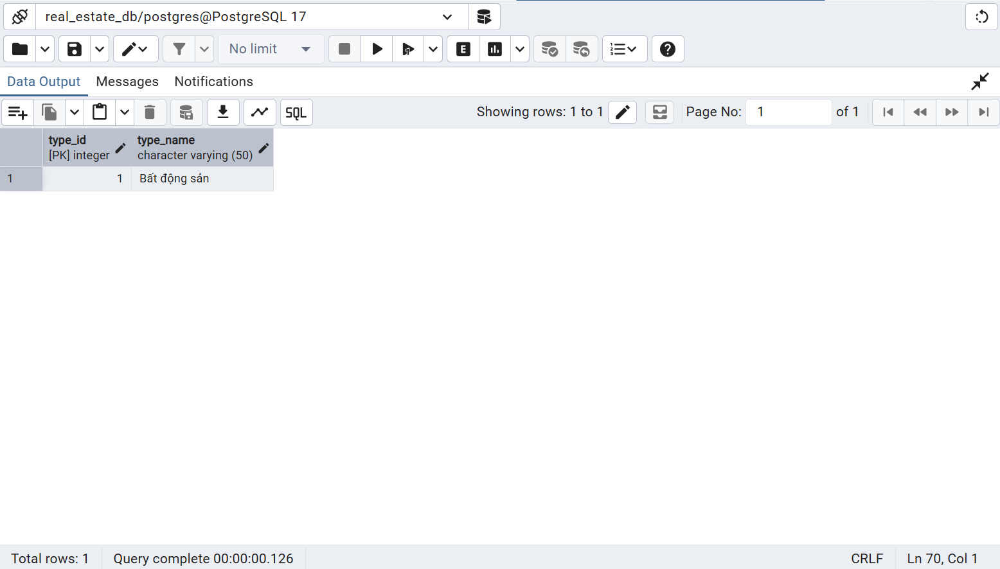 real_estate_db/postgres@PostgreSQL 17
No limit
E
Data Output Messages Notifications
SQL Showing rows: 1 to 1 Page No: 1 of 1
type_id type_name
[PK] integer character varying (50)
1 1 Bất động sản
Total rows: 1 Query complete 00:00:00.126 CRLF Ln 70, Col 1